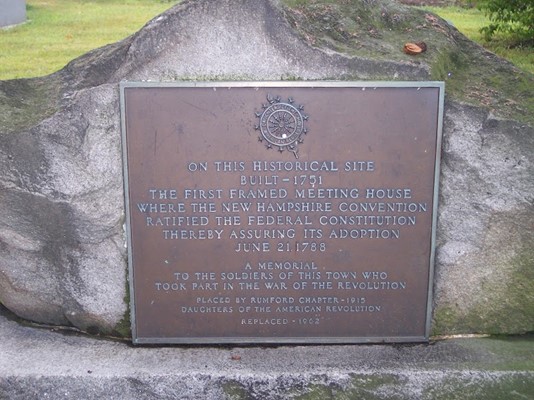 ON THIS HISTORICAL SITE
BUILT - 1751
THE FIRST FRAMED MEETING HOUSE
WHERE THE NEW HAMPSHIRE CONVENTION
RATIFIED THE FEDERAL CONSTITUTION
THEREBY ASSURING ITS ADOPTION
JUNE 21, 1788
A MEMORIAL
TO THE SOLDIERS OF THIS TOWN WHO
TOOK PART IN THE WAR OF THE REVOLUTION
PLACED BY RUMFORD CHAPTER - 1915
DAUGHTERS OF THE AMERICAN REVOLUTION
REPLACED - 1962